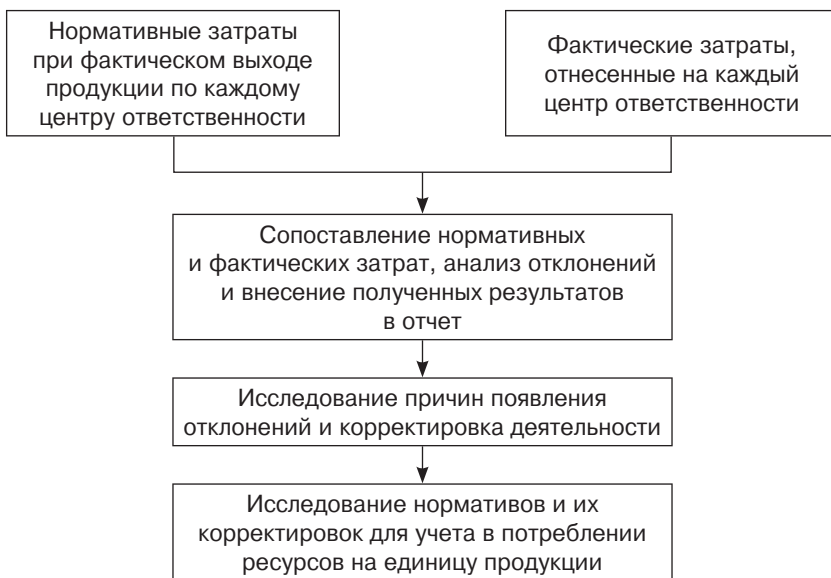 Нормативные затраты
при фактическом выходе
продукции по каждому
центру ответственности
Фактические затраты,
отнесенные на каждый
центр ответственности
Сопоставление нормативных
и фактических затрат, анализ отклонений
и внесение полученных результатов
в отчет
Исследование причин появления
отклонений и корректировка деятельности
Исследование нормативов и их
корректировок для учета в потреблении
ресурсов на единицу продукции